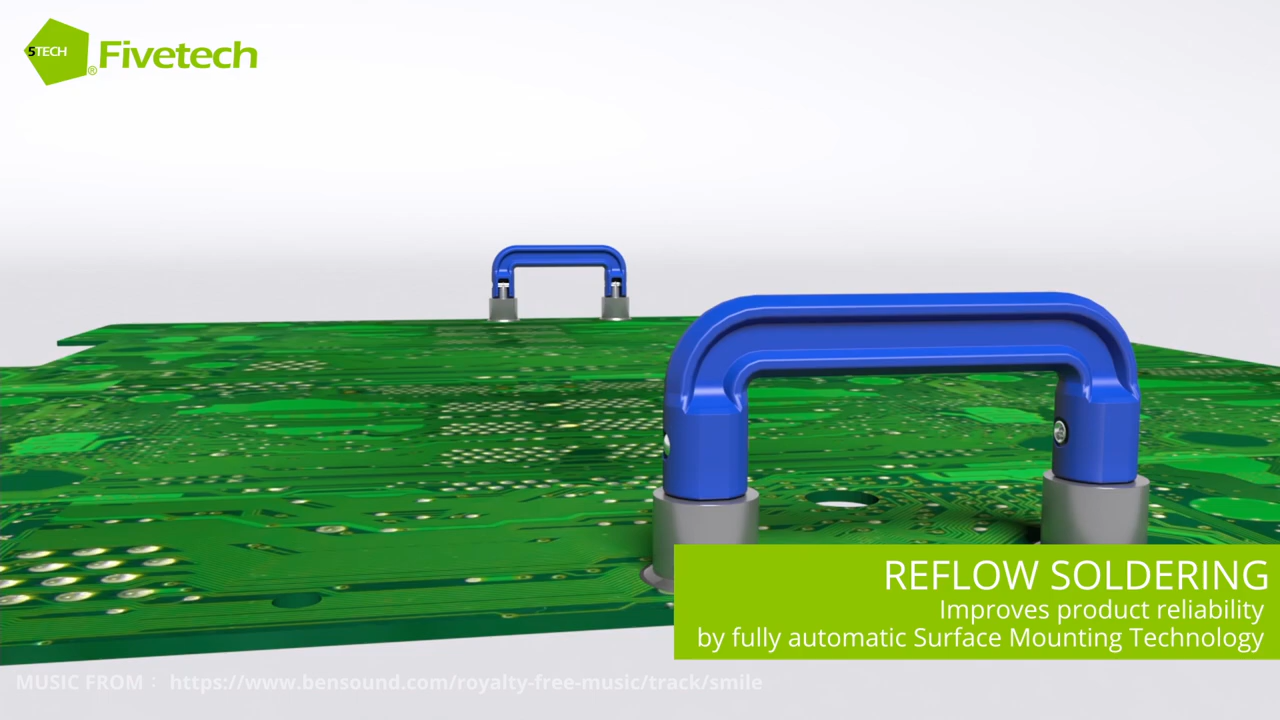 5TECH
® Fivetech
REFLOW SOLDERING
Improves product reliability
by fully automatic Surface Mounting Technology
MUSIC FROM： https://www.bensound.com/royalty-free-music/track/smile